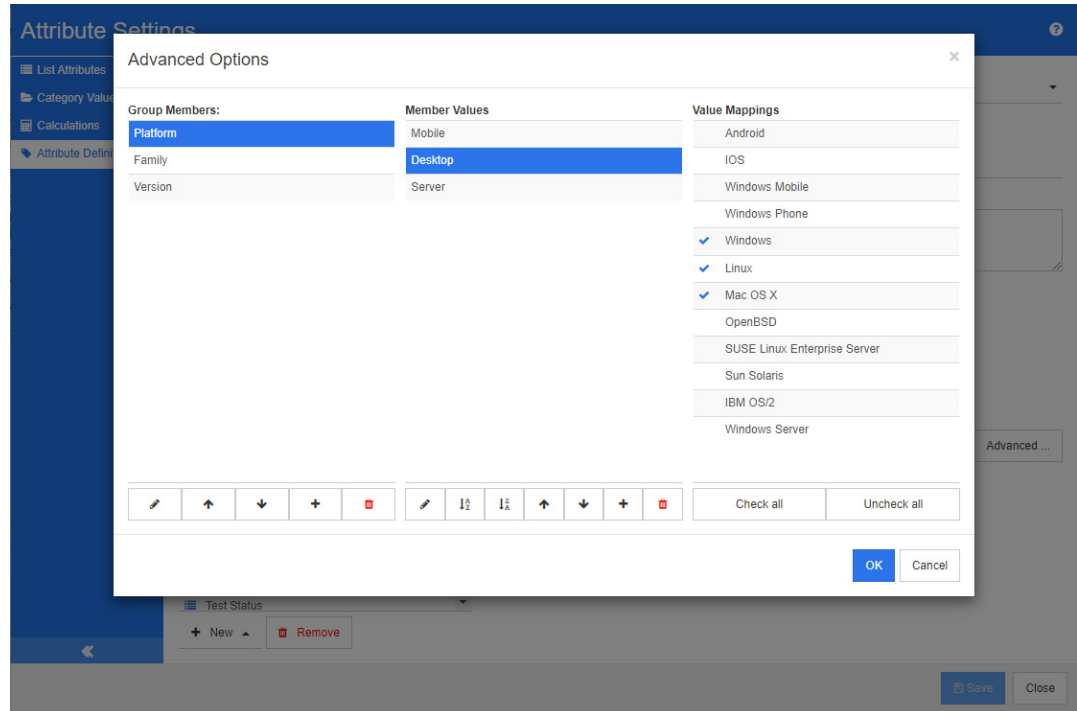 Attribute Settings
List Attributes
Category Value
Calculations
Attribute Defini
Advanced Options
Group Members:
Platform
Family
Version
Member Values
Mobile
Desktop
Server
Value Mappings
Android
IOS
Windows Mobile
Windows Phone
Windows
Linux
Mac OS X
OpenBSD
SUSE Linux Enterprise Server
Sun Solaris
IBM OS/2
Windows Server
Check all
Uncheck all
OK
Cancel
Advanced ...
Test Status
New
Remove
Save
Close